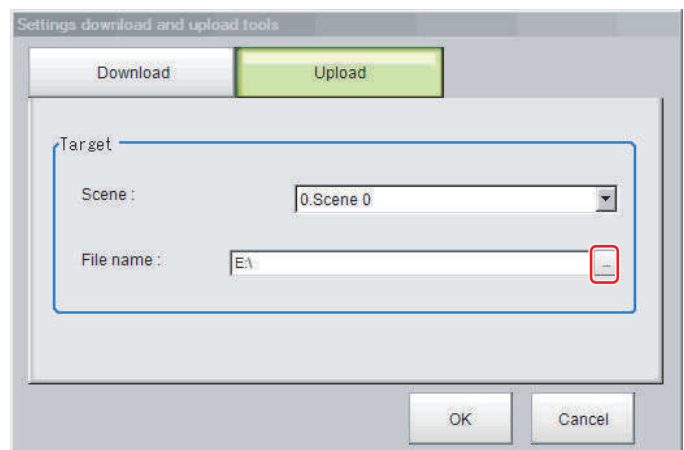 Settings download and upload tools
Download Upload
Target
Scene : 0.Scene 0
File name : E:\ ...
OK Cancel